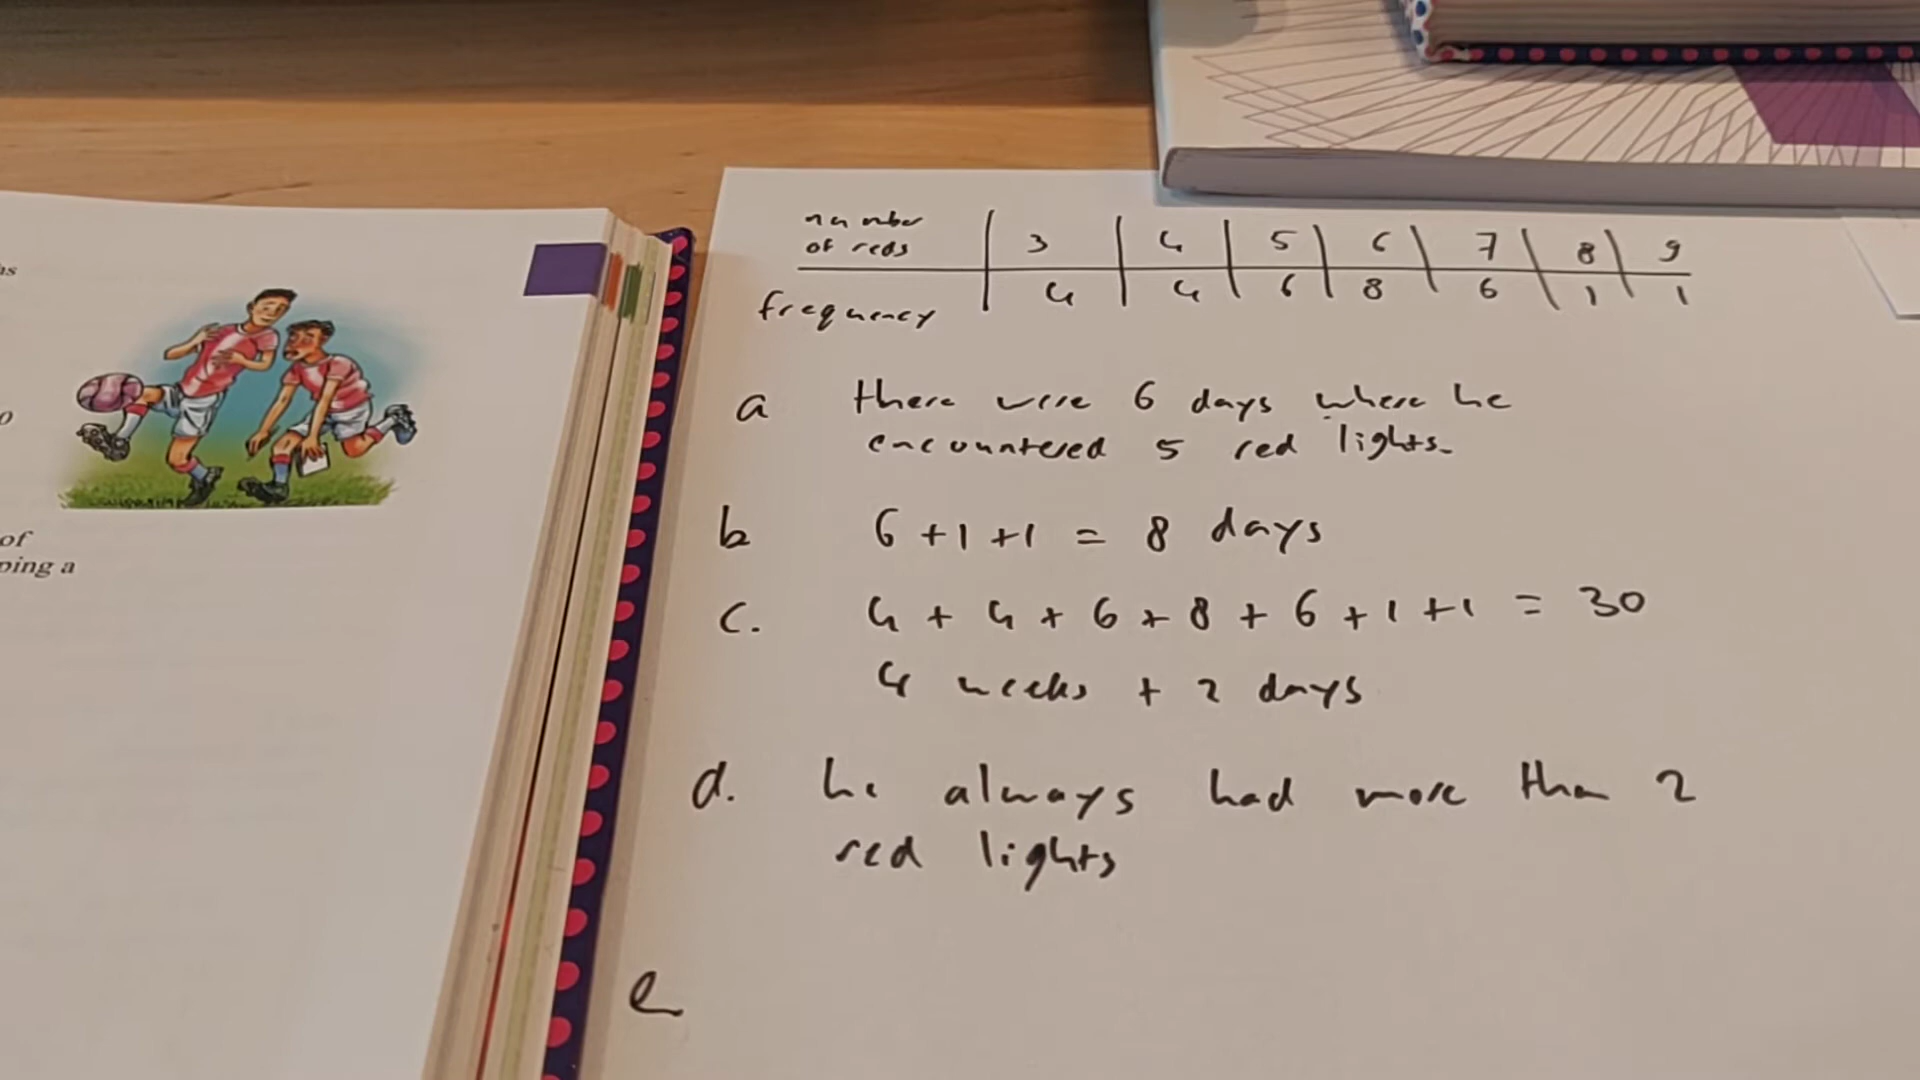 of
ping a
number
of reds | 3 | 4 | 5 | 6 | 7 | 8 | 9
frequency | 4 | 4 | 6 | 8 | 6 | 1 | 1
a there were 6 days where he
encountered 5 red lights.
b 6 + 1 + 1 = 8 days
c. 4 + 4 + 6 + 8 + 6 + 1 + 1 = 30
4 weeks + 2 days
d. he always had more than 2
red lights
e